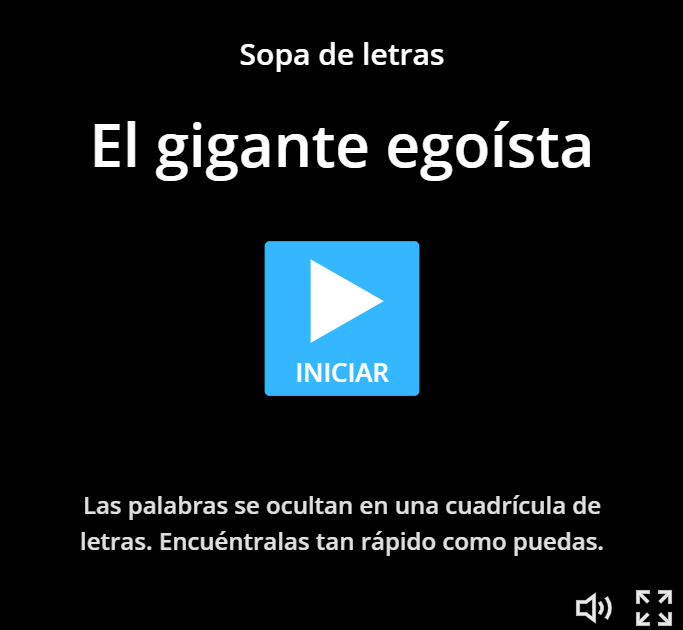 Sopa de letras
El gigante egoísta
INICIAR
Las palabras se ocultan en una cuadrícula de
letras. Encuéntralas tan rápido como puedas.